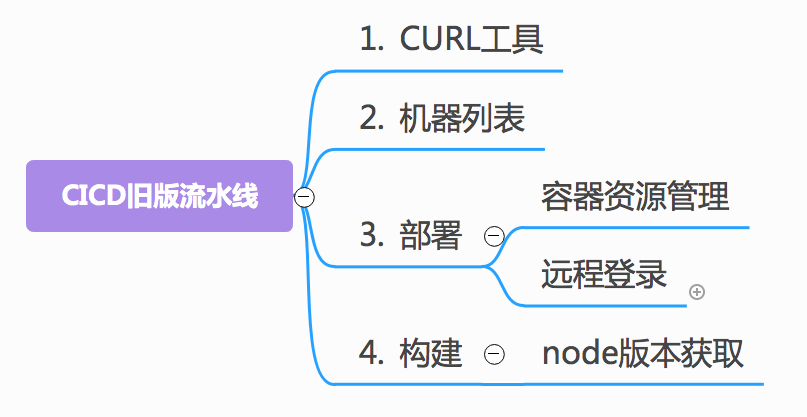 CICD旧版流水线
1. CURL工具
2. 机器列表
3. 部署
容器资源管理
远程登录
4. 构建
node版本获取